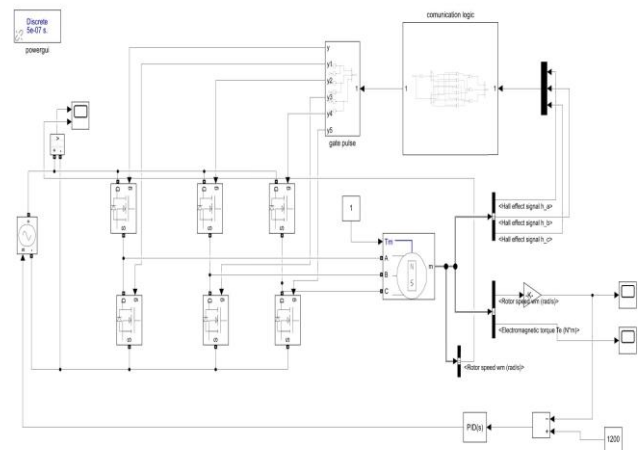 Discrete
5e-07 s.
powergui
comunication logic
y
y1
y2
y3
y4
y5
1
gate pulse
1
1
1
Tm
A
B
C
m
N
S
<Hall effect signal h_a>
<Hall effect signal h_b>
<Hall effect signal h_c>
<Rotor speed wm (rad/s)>
<Electromagnetic torque Te (N*m)>
<Rotor speed wm (rad/s)>
PID(s)
1200